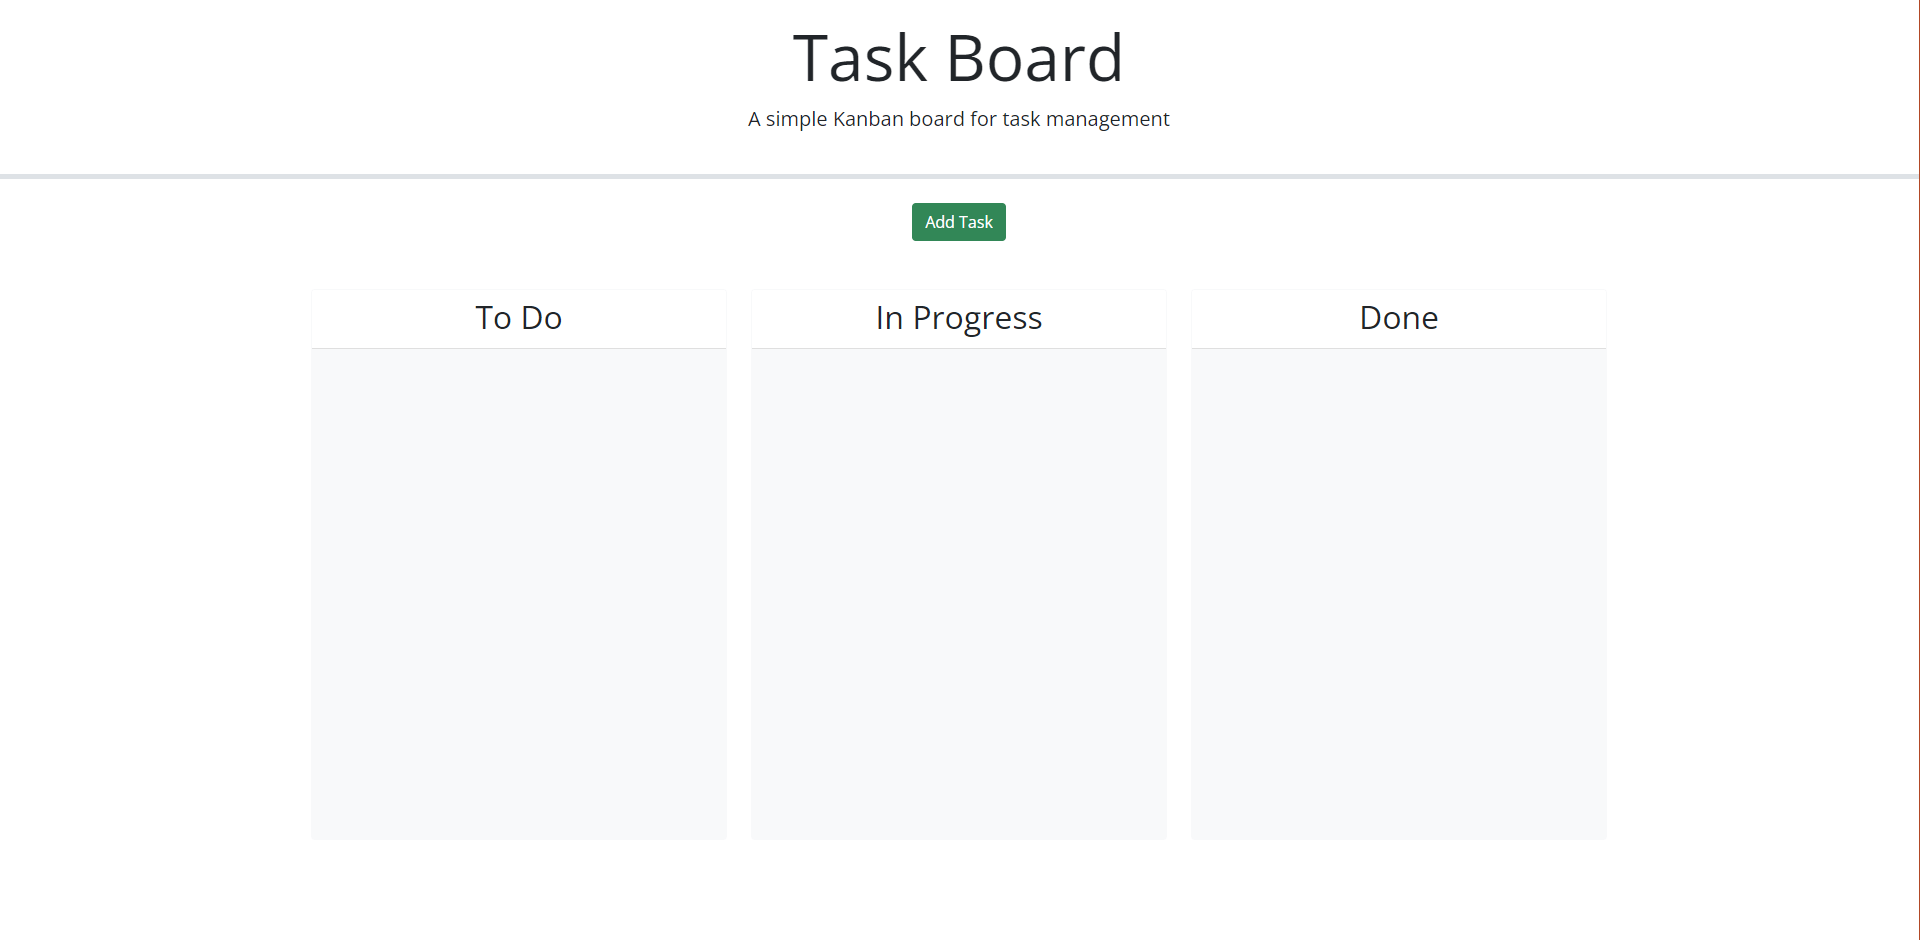 Task Board
A simple Kanban board for task management
Add Task
To Do
In Progress
Done